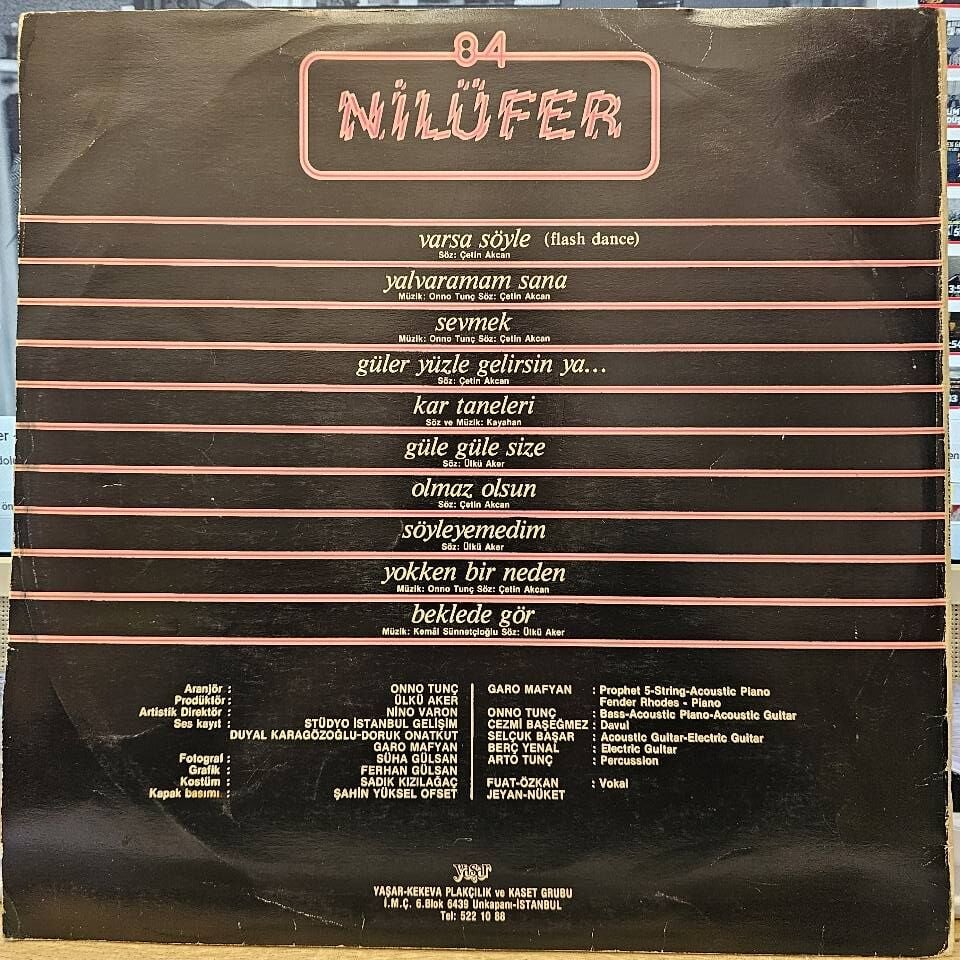 84
NİLÜFER
varsa söyle (flash dance)
Söz: Çetin Akcan
yalvaramam sana
Müzik: Onno Tunç Söz: Çetin Akcan
sevmek
Müzik: Onno Tunç Söz: Çetin Akcan
güler yüzle gelirsin ya...
Söz: Çetin Akcan
kar taneleri
Söz ve Müzik: Kayahan
güle güle size
Söz: Ülkü Aker
olmaz olsun
Söz: Çetin Akcan
söyleyemedim
Söz: Ülkü Aker
yokken bir neden
Müzik: Onno Tunç Söz: Çetin Akcan
beklede gör
Müzik: Kemâl Sünnetçioğlu Söz: Ülkü Aker
Aranjör : ONNO TUNÇ
Prodüktör : ÜLKÜ AKER
Artistik Direktör : NİNO VARON
Ses kayıt : STÜDYO İSTANBUL GELİŞİM
DUYAL KARAGÖZOĞLU-DORUK ONATKUT
GARO MAFYAN
Fotograf : SÜHA GÜLSAN
Grafik : FERHAN GÜLSAN
Kostüm : SADIK KIZILAĞAÇ
Kapak basımı : ŞAHİN YÜKSEL OFSET
GARO MAFYAN : Prophet 5-String-Acoustic Piano
Fender Rhodes - Piano
ONNO TUNÇ : Bass-Acoustic Piano-Acoustic Guitar
CEZMİ BAŞEĞMEZ : Davul
SELÇUK BAŞAR : Acoustic Guitar-Electric Guitar
BERÇ YENAL : Electric Guitar
ARTO TUNÇ : Percussion
FUAT-ÖZKAN : Vokal
JEYAN-NÜKET
yaşar
YAŞAR-KEKEVA PLAKÇILIK ve KASET GRUBU
İ.M.Ç. 6.Blok 6439 Unkapanı-İSTANBUL
Tel: 522 10 88